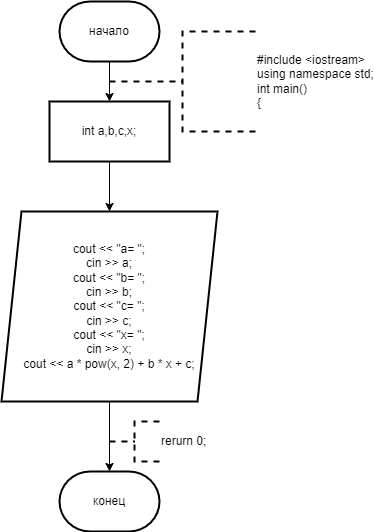 начало
#include <iostream>
using namespace std;
int main()
{
int a,b,c,x;
cout << "a= ";
cin >> a;
cout << "b= ";
cin >> b;
cout << "c= ";
cin >> c;
cout << "x= ";
cin >> x;
cout << a * pow(x, 2) + b * x + c;
rerurn 0;
конец